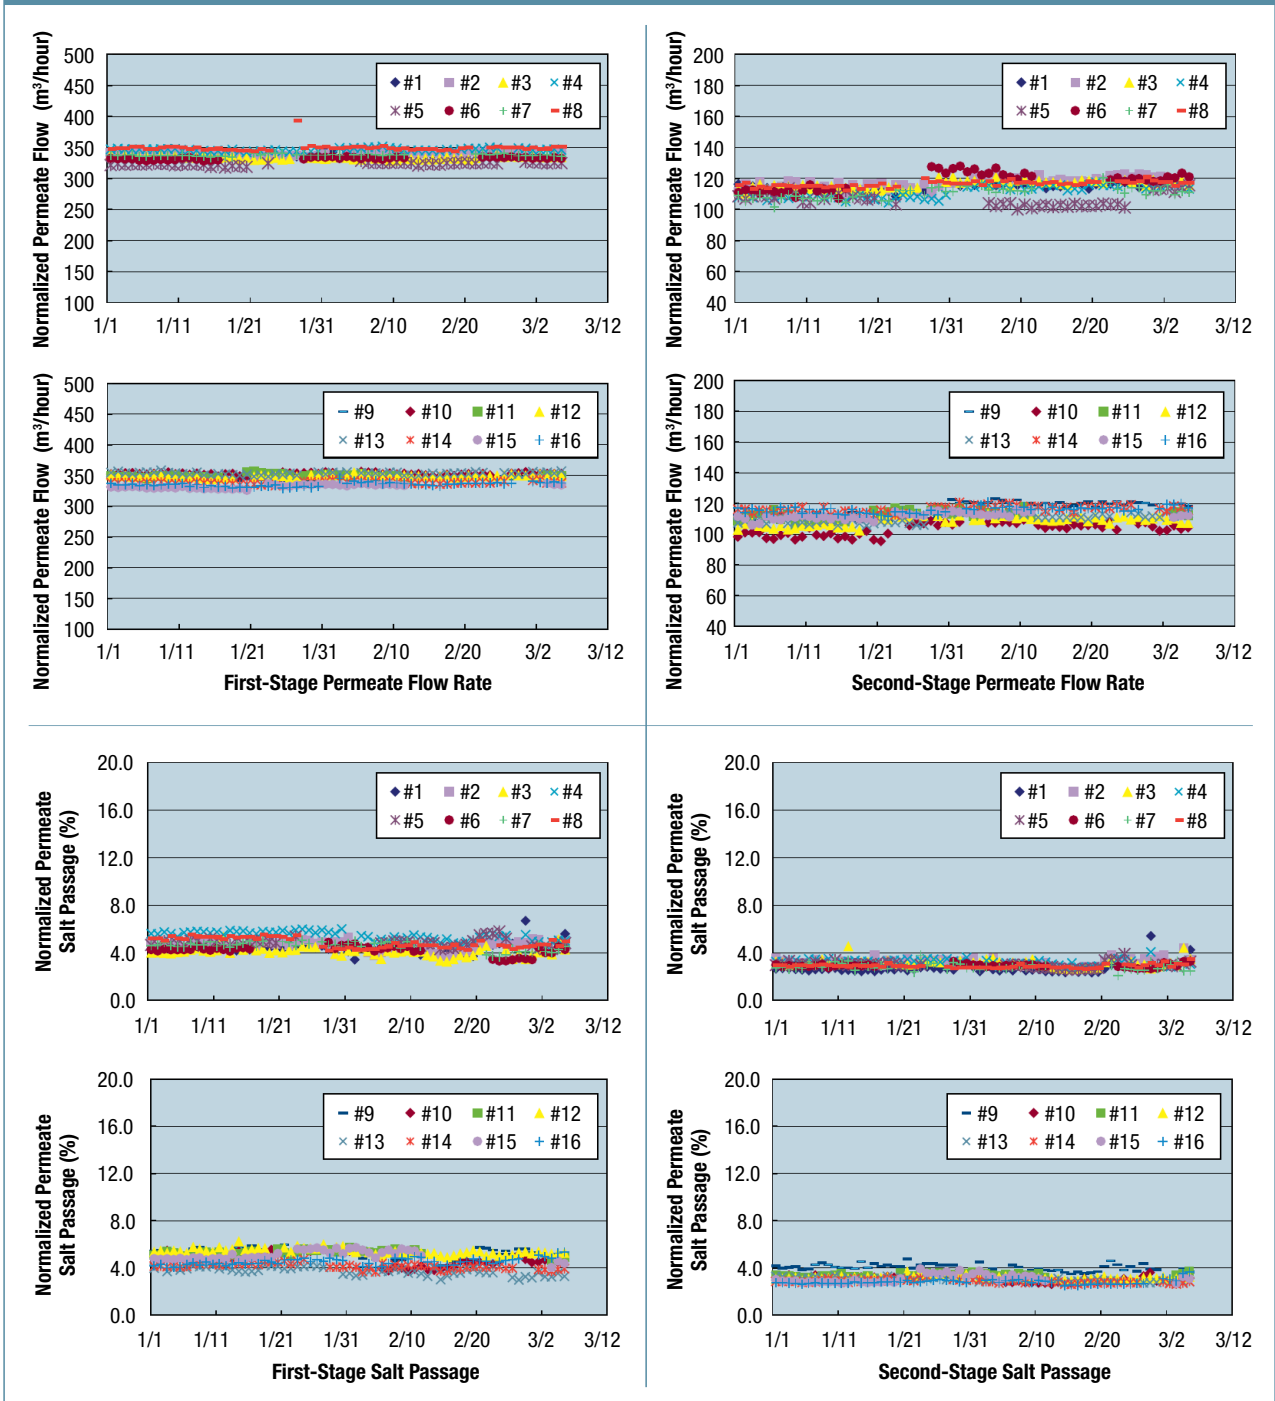 Normalized Permeate Flow (m³/hour)
500
450
400
350
300
250
200
150
100
#1 #2 #3 #4
#5 #6 #7 #8
1/1 1/11 1/21 1/31 2/10 2/20 3/2 3/12
Normalized Permeate Flow (m³/hour)
200
180
160
140
120
100
80
60
40
#1 #2 #3 #4
#5 #6 #7 #8
1/1 1/11 1/21 1/31 2/10 2/20 3/2 3/12
Normalized Permeate Flow (m³/hour)
500
450
400
350
300
250
200
150
100
#9 #10 #11 #12
#13 #14 #15 #16
1/1 1/11 1/21 1/31 2/10 2/20 3/2 3/12
First-Stage Permeate Flow Rate
Normalized Permeate Flow (m³/hour)
200
180
160
140
120
100
80
60
40
#9 #10 #11 #12
#13 #14 #15 #16
1/1 1/11 1/21 1/31 2/10 2/20 3/2 3/12
Second-Stage Permeate Flow Rate
Normalized Permeate
Salt Passage (%)
20.0
16.0
12.0
8.0
4.0
0.0
#1 #2 #3 #4
#5 #6 #7 #8
1/1 1/11 1/21 1/31 2/10 2/20 3/2 3/12
Normalized Permeate
Salt Passage (%)
20.0
16.0
12.0
8.0
4.0
0.0
#1 #2 #3 #4
#5 #6 #7 #8
1/1 1/11 1/21 1/31 2/10 2/20 3/2 3/12
Normalized Permeate
Salt Passage (%)
20.0
16.0
12.0
8.0
4.0
0.0
#9 #10 #11 #12
#13 #14 #15 #16
1/1 1/11 1/21 1/31 2/10 2/20 3/2 3/12
First-Stage Salt Passage
Normalized Permeate
Salt Passage (%)
20.0
16.0
12.0
8.0
4.0
0.0
#9 #10 #11 #12
#13 #14 #15 #16
1/1 1/11 1/21 1/31 2/10 2/20 3/2 3/12
Second-Stage Salt Passage